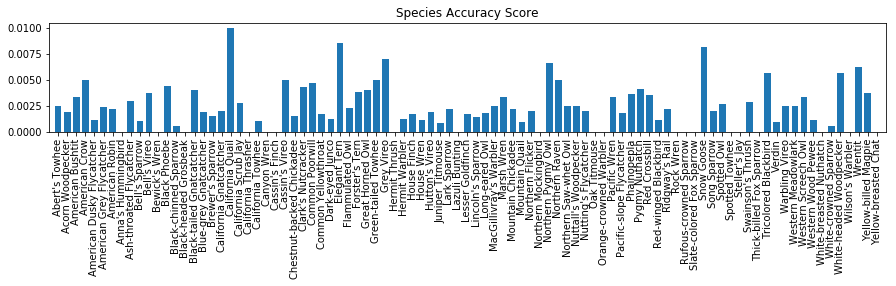 Species Accuracy Score
0.0100
0.0075
0.0050
0.0025
0.0000
Abert's Towhee
Acorn Woodpecker
American Bushtit
American Crow
American Dusky Flycatcher
American Grey Flycatcher
American Robin
Anna's Hummingbird
Ash-throated Flycatcher
Bell's Sparrow
Bell's Vireo
Bewick's Wren
Black Phoebe
Black-chinned Sparrow
Black-headed Grosbeak
Black-tailed Gnatcatcher
Blue-grey Gnatcatcher
California Gnatcatcher
California Quail
California Scrub Jay
California Thrasher
California Towhee
Canyon Wren
Cassin's Finch
Cassin's Vireo
Chestnut-backed Chickadee
Clark's Nutcracker
Common Poorwill
Common Yellowthroat
Dark-eyed Junco
Elegant Tern
Flammulated Owl
Forster's Tern
Great Horned Owl
Green-tailed Towhee
Grey Vireo
Hermit Thrush
Hermit Warbler
House Finch
House Wren
Hutton's Vireo
Juniper Titmouse
Lark Sparrow
Lazuli Bunting
Lesser Goldfinch
Lincoln's Sparrow
Long-eared Owl
MacGillivray's Warbler
Marsh Wren
Mountain Chickadee
Mountain Quail
Northern Flicker
Northern Mockingbird
Northern Pygmy Owl
Northern Raven
Northern Saw-whet Owl
Nuttall's Woodpecker
Nutting's Flycatcher
Oak Titmouse
Orange-crowned Warbler
Pacific Wren
Pacific-slope Flycatcher
Phainopepla
Pygmy Nuthatch
Red Crossbill
Red-winged Blackbird
Ridgway's Rail
Rock Wren
Rufous-crowned Sparrow
Slate-colored Fox Sparrow
Snow Goose
Song Sparrow
Spotted Owl
Spotted Towhee
Steller's Jay
Swainson's Thrush
Thick-billed Fox Sparrow
Tricolored Blackbird
Verdin
Warbling Vireo
Western Meadowlark
Western Screech Owl
Western Wood Pewee
White-breasted Nuthatch
White-crowned Sparrow
White-headed Woodpecker
Wilson's Warbler
Wrentit
Yellow-billed Magpie
Yellow-breasted Chat